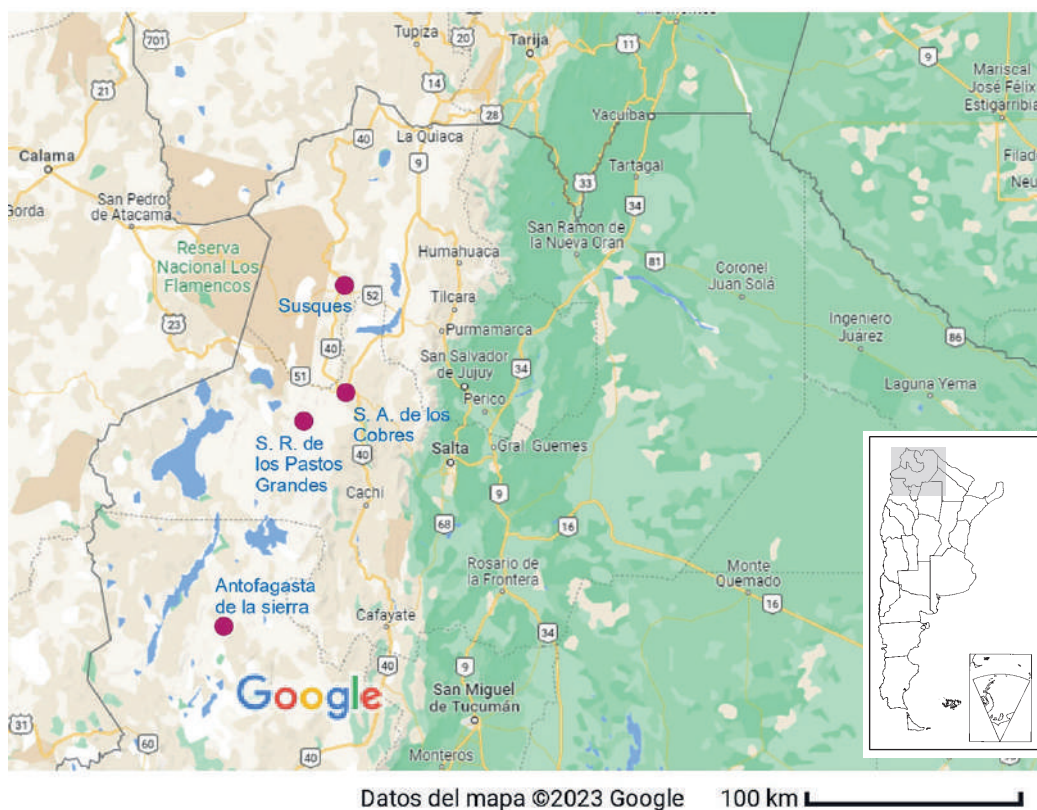 701
Tupiza
20
Tarija
11
9
Mariscal
José Félix
Estigarribia
21
14
28
Yacuiba
La Quiaca
40
9
Filad
Neu
Calama
Tartagal
33
34
San Pedro
de Atacama
Gorda
San Ramon de
la Nueva Oran
Reserva
Nacional Los
Flamencos
Humahuaca
81
Coronel
Juan Solá
Susques
52
Tilcara
23
Purmamarca
Ingeniero
Juárez
86
40
San Salvador
de Jujuy
34
51
Perico
Laguna Yema
S. A. de los
Cobres
S. R. de
los Pastos
Grandes
40
Salta
Gral Guemes
Cachi
9
68
16
Rosario de
la Frontera
Monte
Quemado
16
Antofagasta
de la sierra
Cafayate
34
40
9
Google
San Miguel
de Tucumán
31
60
40
Monteros
Datos del mapa ©2023 Google 100 km